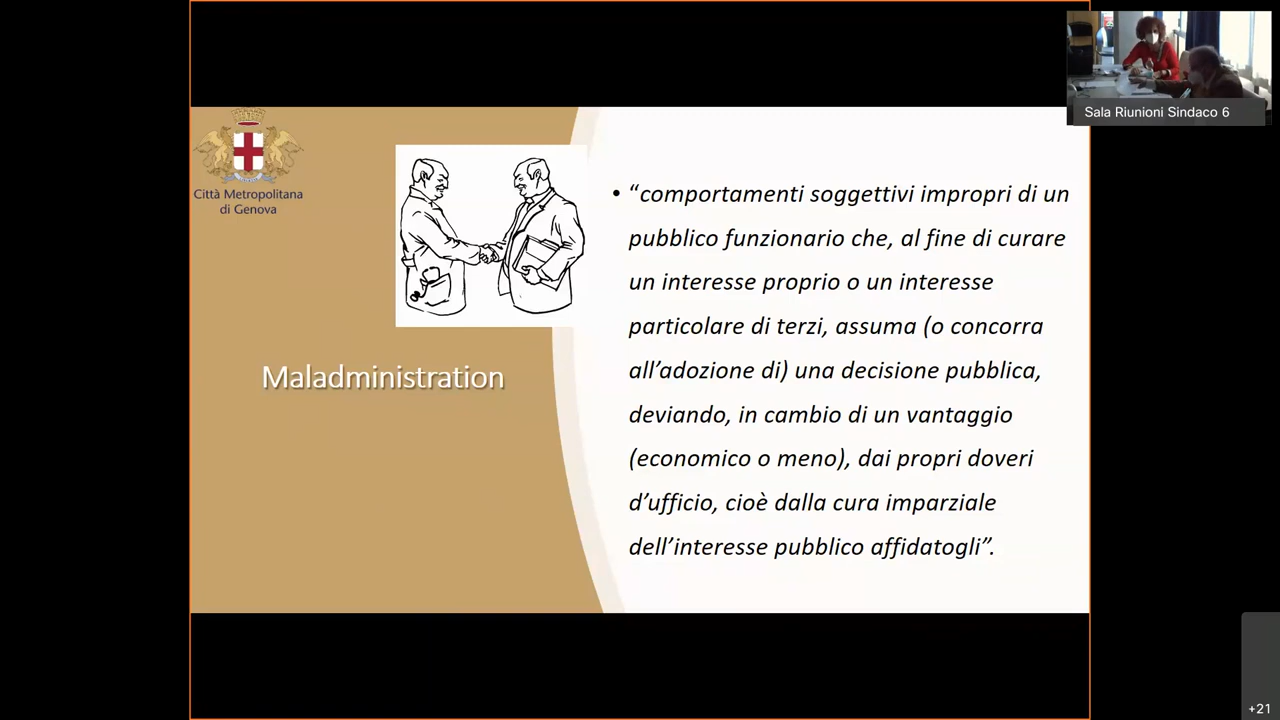 Sala Riunioni Sindaco 6
Città Metropolitana
di Genova
Maladministration
• “comportamenti soggettivi impropri di un
pubblico funzionario che, al fine di curare
un interesse proprio o un interesse
particolare di terzi, assuma (o concorra
all’adozione di) una decisione pubblica,
deviando, in cambio di un vantaggio
(economico o meno), dai propri doveri
d’ufficio, cioè dalla cura imparziale
dell’interesse pubblico affidatogli”.
+21